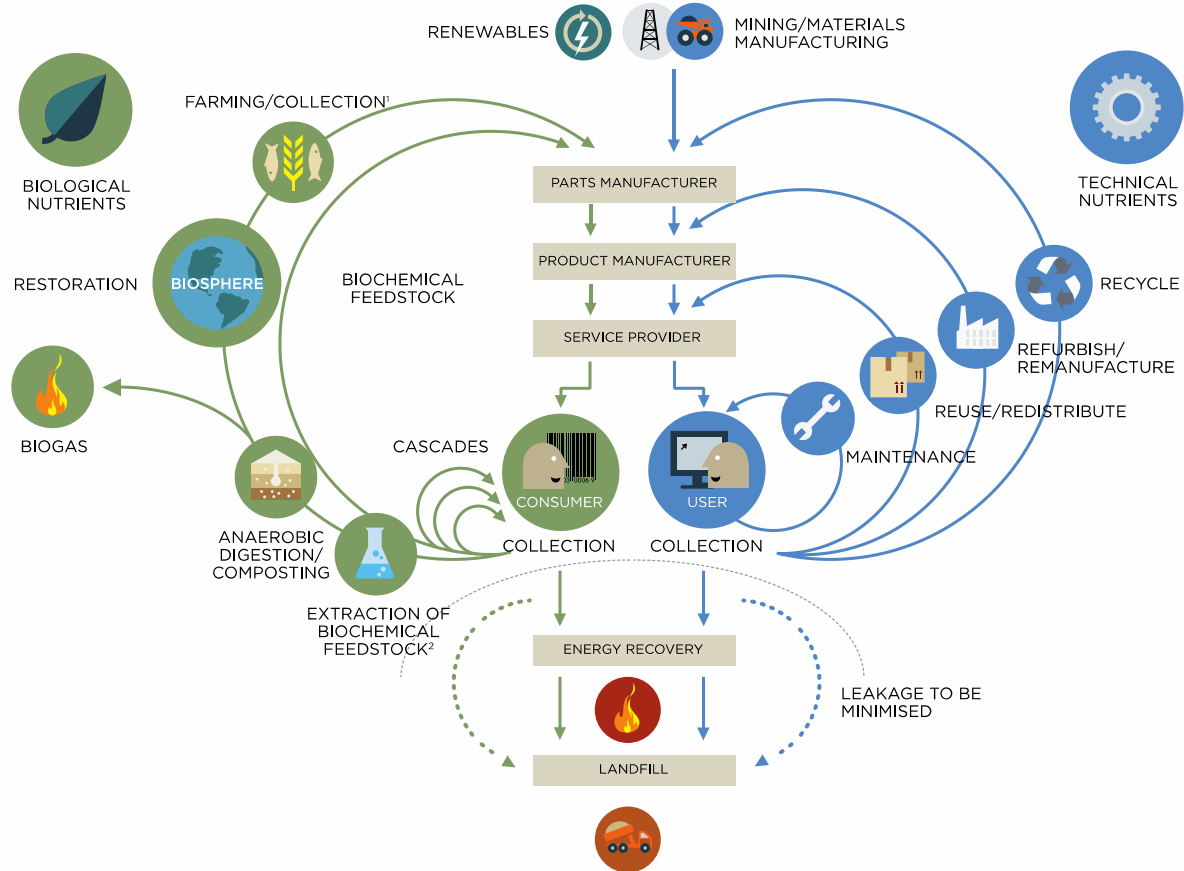 RENEWABLES
MINING/MATERIALS
MANUFACTURING
FARMING/COLLECTION¹
BIOLOGICAL
NUTRIENTS
PARTS MANUFACTURER
TECHNICAL
NUTRIENTS
PRODUCT MANUFACTURER
RESTORATION
BIOSPHERE
BIOCHEMICAL
FEEDSTOCK
RECYCLE
SERVICE PROVIDER
REFURBISH/
REMANUFACTURE
REUSE/REDISTRIBUTE
BIOGAS
CASCADES
MAINTENANCE
CONSUMER
USER
ANAEROBIC
DIGESTION/
COMPOSTING
COLLECTION
COLLECTION
EXTRACTION OF
BIOCHEMICAL
FEEDSTOCK²
ENERGY RECOVERY
LEAKAGE TO BE
MINIMISED
LANDFILL